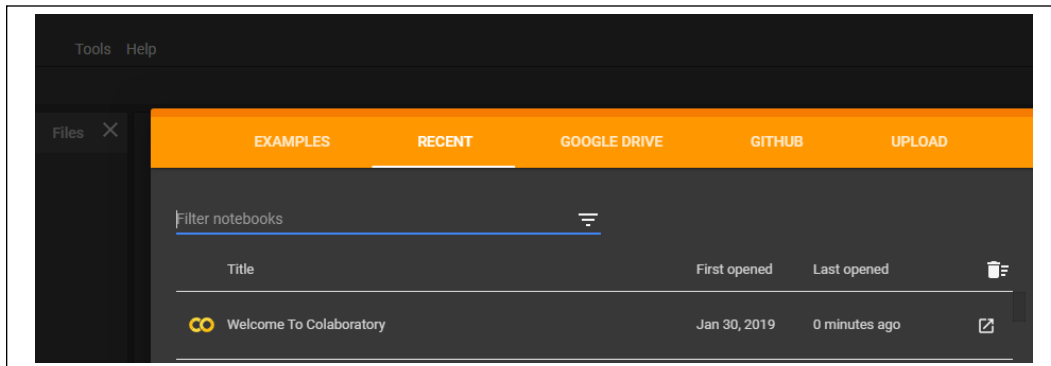 Tools Help
Files
EXAMPLES RECENT GOOGLE DRIVE GITHUB UPLOAD
Filter notebooks
Title First opened Last opened
Welcome To Colaboratory Jan 30, 2019 0 minutes ago